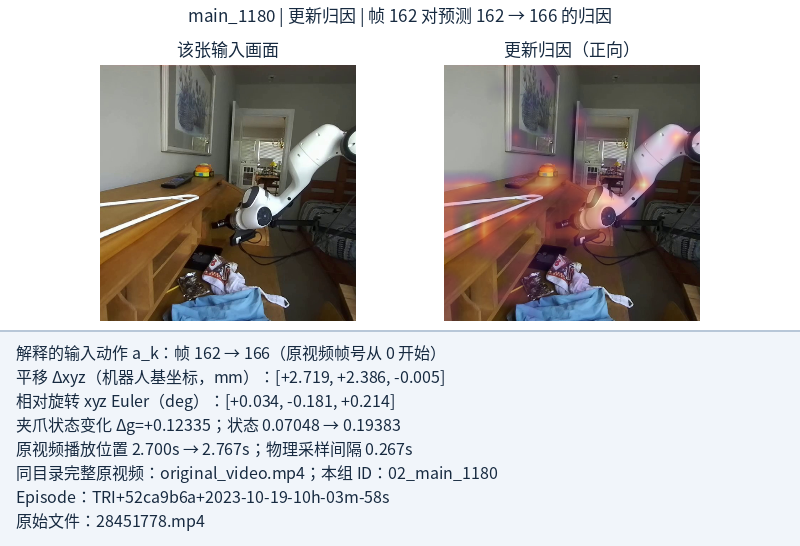 main_1180 | 更新归因 | 帧 162 对预测 162 → 166 的归因
该张输入画面
更新归因（正向）
解释的输入动作 a_k：帧 162 → 166（原视频帧号从 0 开始）
平移 Δxyz（机器人基坐标，mm）：[+2.719, +2.386, -0.005]
相对旋转 xyz Euler（deg）：[+0.034, -0.181, +0.214]
夹爪状态变化 Δg=+0.12335；状态 0.07048 → 0.19383
原视频播放位置 2.700s → 2.767s；物理采样间隔 0.267s
同目录完整原视频：original_video.mp4；本组 ID：02_main_1180
Episode：TRI+52ca9b6a+2023-10-19-10h-03m-58s
原始文件：28451778.mp4